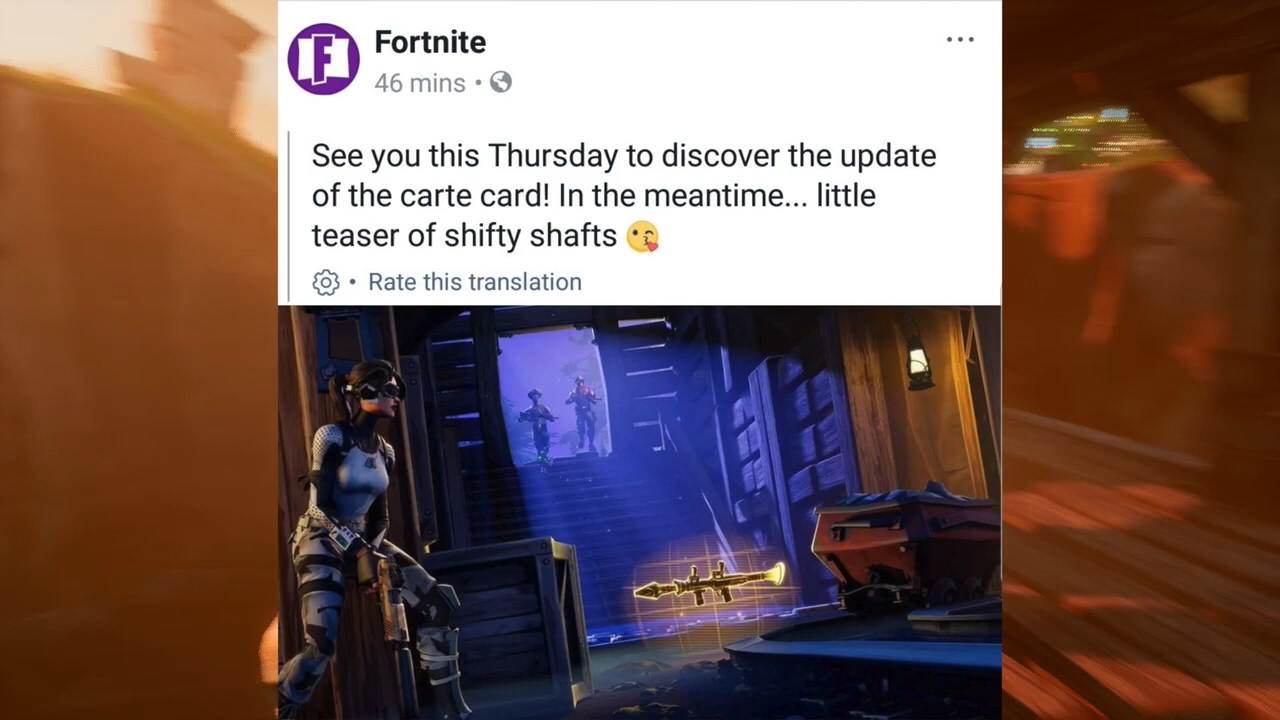 F
Fortnite
46 mins •
See you this Thursday to discover the update
of the carte card! In the meantime... little
teaser of shifty shafts 😘
• Rate this translation